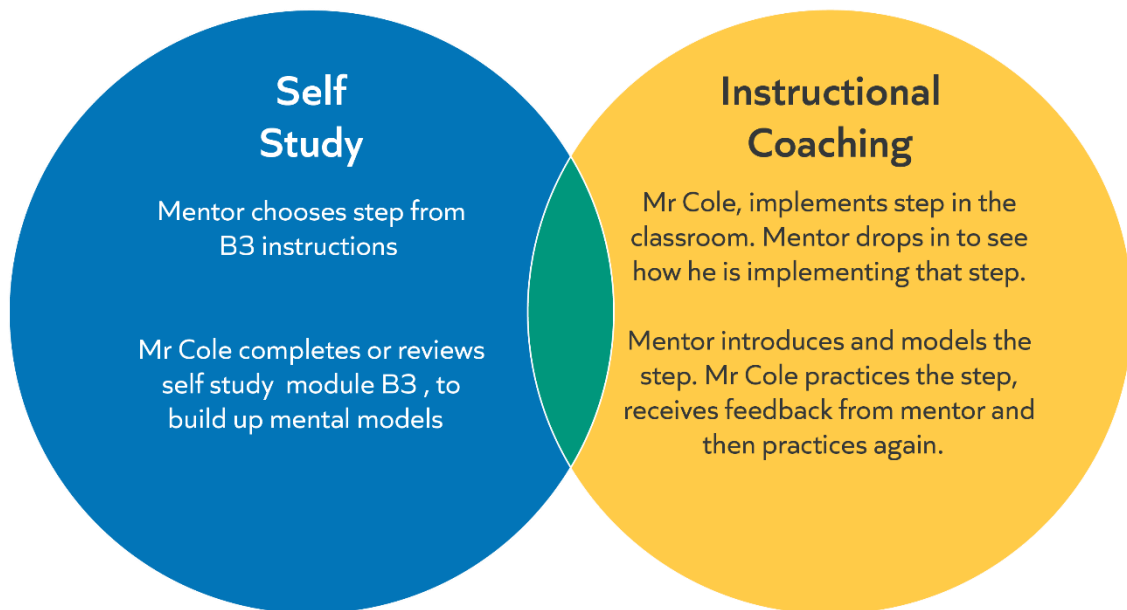 Self
Study
Mentor chooses step from
B3 instructions
Mr Cole completes or reviews
self study module B3 , to
build up mental models
Instructional
Coaching
Mr Cole, implements step in the
classroom. Mentor drops in to see
how he is implementing that step.
Mentor introduces and models the
step. Mr Cole practices the step,
receives feedback from mentor and
then practices again.